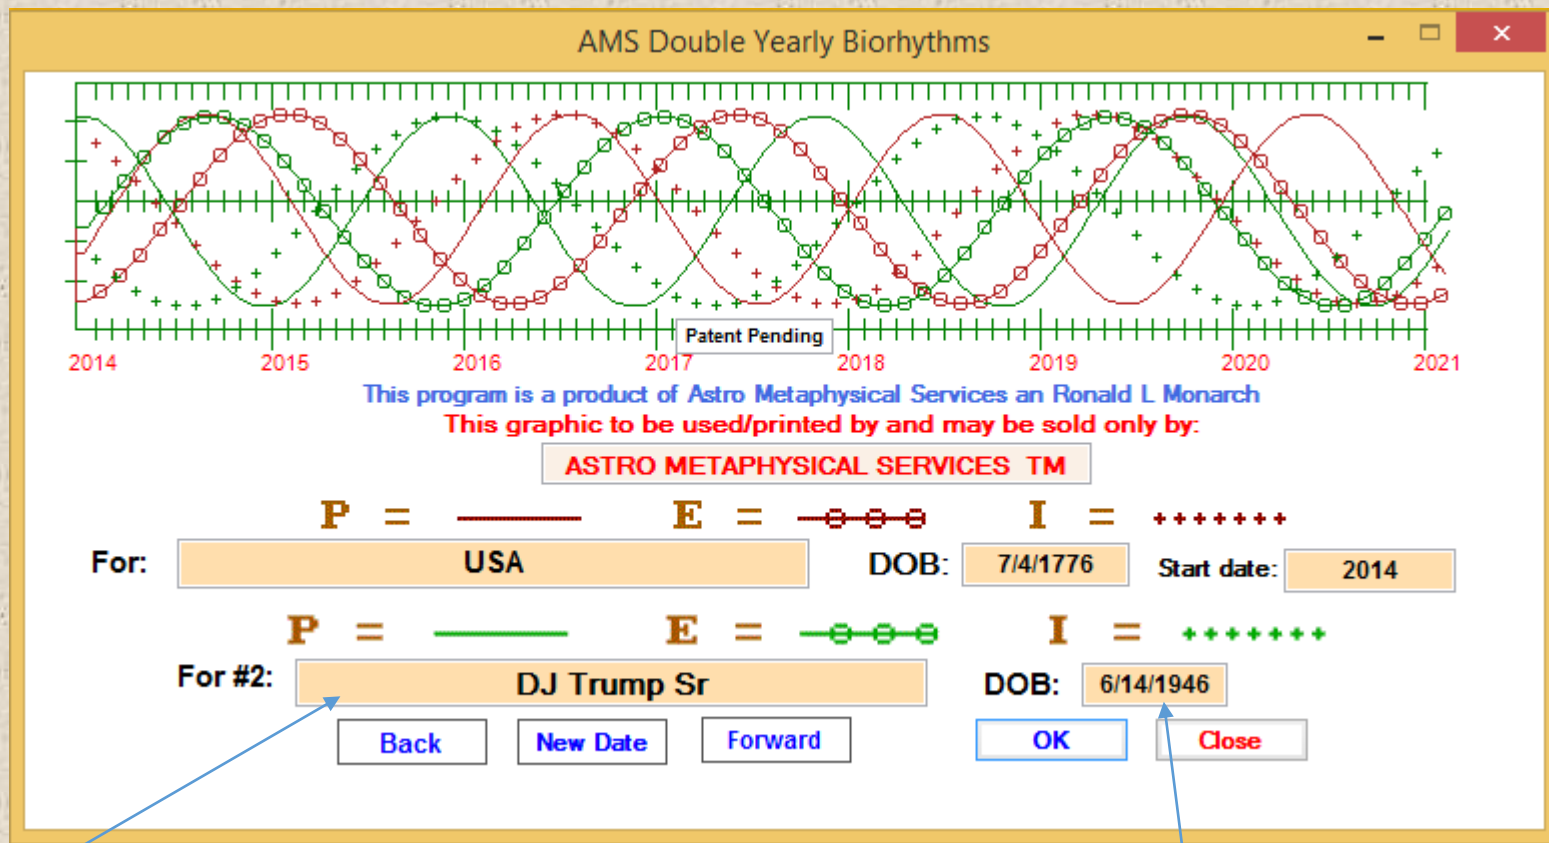 AMS Double Yearly Biorhythms
Patent Pending
2014 2015 2016 2017 2018 2019 2020 2021
This program is a product of Astro Metaphysical Services an Ronald L Monarch
This graphic to be used/printed by and may be sold only by:
ASTRO METAPHYSICAL SERVICES TM
P = E = I =
For: USA DOB: 7/4/1776 Start date: 2014
P = E = I =
For #2: DJ Trump Sr DOB: 6/14/1946
Back New Date Forward OK Close